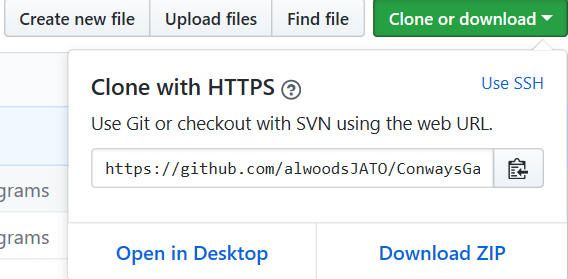 Create new file Upload files Find file Clone or download
Clone with HTTPS ? Use SSH
Use Git or checkout with SVN using the web URL.
https://github.com/alwoodsJATO/ConwaysGa
grams
grams
Open in Desktop Download ZIP